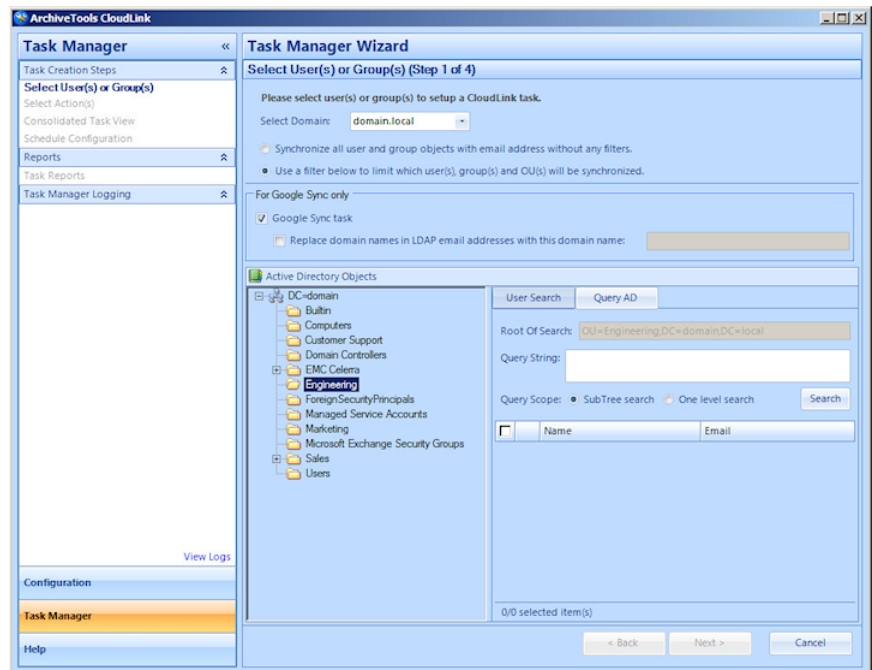 ArchiveTools CloudLink
Task Manager «
Task Creation Steps
Select User(s) or Group(s)
Select Action(s)
Consolidated Task View
Schedule Configuration
Reports
Task Reports
Task Manager Logging
View Logs
Configuration
Task Manager
Help
Task Manager Wizard
Select User(s) or Group(s) (Step 1 of 4)
Please select user(s) or group(s) to setup a CloudLink task.
Select Domain: domain.local
Synchronize all user and group objects with email address without any filters.
Use a filter below to limit which user(s), group(s) and OU(s) will be synchronized.
For Google Sync only
Google Sync task
Replace domain names in LDAP email addresses with this domain name:
Active Directory Objects
DC=domain
Builtin
Computers
Customer Support
Domain Controllers
EMC Celerra
Engineering
ForeignSecurityPrincipals
Managed Service Accounts
Marketing
Microsoft Exchange Security Groups
Sales
Users
User Search Query AD
Root Of Search: OU=Engineering,DC=domain,DC=local
Query String:
Query Scope: SubTree search One level search Search
Name Email
0/0 selected item(s)
< Back Next > Cancel